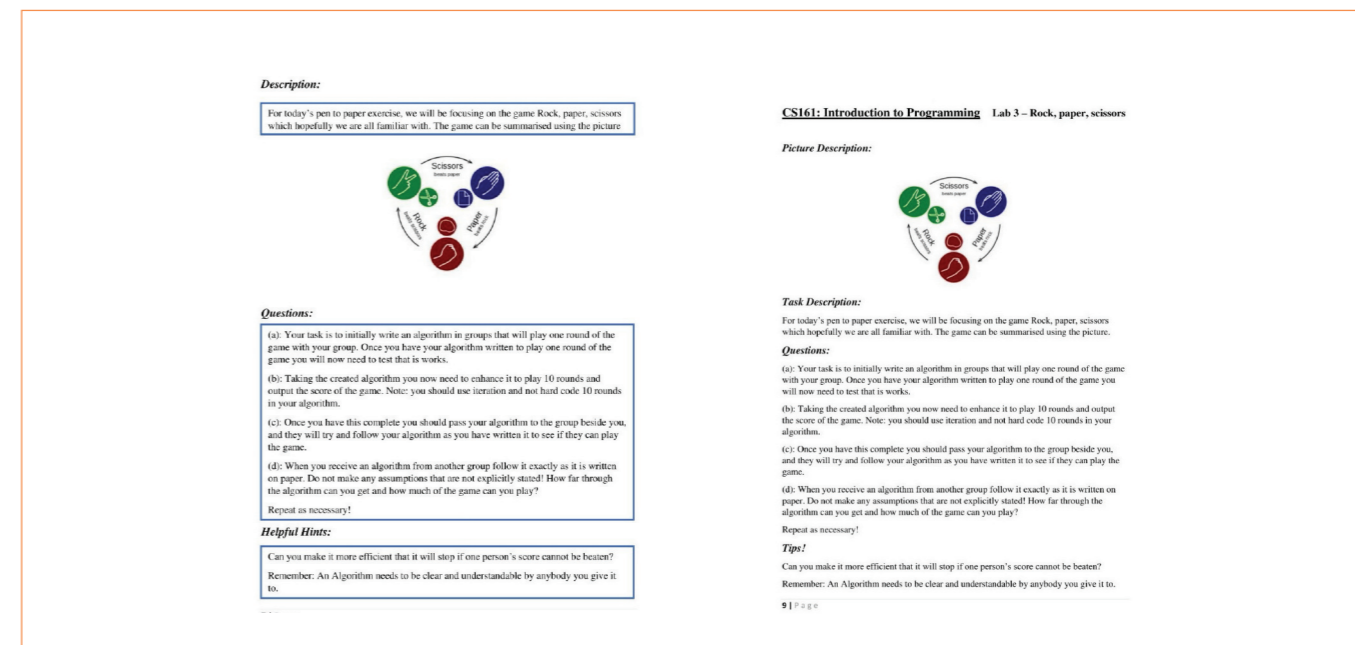 Description:
For today's pen to paper exercise, we will be focusing on the game Rock, paper, scissors
which hopefully we are all familiar with. The game can be summarised using the picture
Scissors
beats paper
Rock
beats scissors
Paper
beats rock
Questions:
(a): Your task is to initially write an algorithm in groups that will play one round of the
game with your group. Once you have your algorithm written to play one round of the
game you will now need to test that is works.
(b): Taking the created algorithm you now need to enhance it to play 10 rounds and
output the score of the game. Note: you should use iteration and not hard code 10 rounds
in your algorithm.
(c): Once you have this complete you should pass your algorithm to the group beside you,
and they will try and follow your algorithm as you have written it to see if they can play
the game.
(d): When you receive an algorithm from another group follow it exactly as it is written
on paper. Do not make any assumptions that are not explicitly stated! How far through
the algorithm can you get and how much of the game can you play?
Repeat as necessary!
Helpful Hints:
Can you make it more efficient that it will stop if one person's score cannot be beaten?
Remember: An Algorithm needs to be clear and understandable by anybody you give it
to.
CS161: Introduction to Programming Lab 3 – Rock, paper, scissors
Picture Description:
Scissors
beats paper
Rock
beats scissors
Paper
beats rock
Task Description:
For today's pen to paper exercise, we will be focusing on the game Rock, paper, scissors
which hopefully we are all familiar with. The game can be summarised using the picture.
Questions:
(a): Your task is to initially write an algorithm in groups that will play one round of the game
with your group. Once you have your algorithm written to play one round of the game you
will now need to test that is works.
(b): Taking the created algorithm you now need to enhance it to play 10 rounds and output
the score of the game. Note: you should use iteration and not hard code 10 rounds in your
algorithm.
(c): Once you have this complete you should pass your algorithm to the group beside you,
and they will try and follow your algorithm as you have written it to see if they can play the
game.
(d): When you receive an algorithm from another group follow it exactly as it is written on
paper. Do not make any assumptions that are not explicitly stated! How far through the
algorithm can you get and how much of the game can you play?
Repeat as necessary!
Tips!
Can you make it more efficient that it will stop if one person's score cannot be beaten?
Remember: An Algorithm needs to be clear and understandable by anybody you give it to.
9 | Page